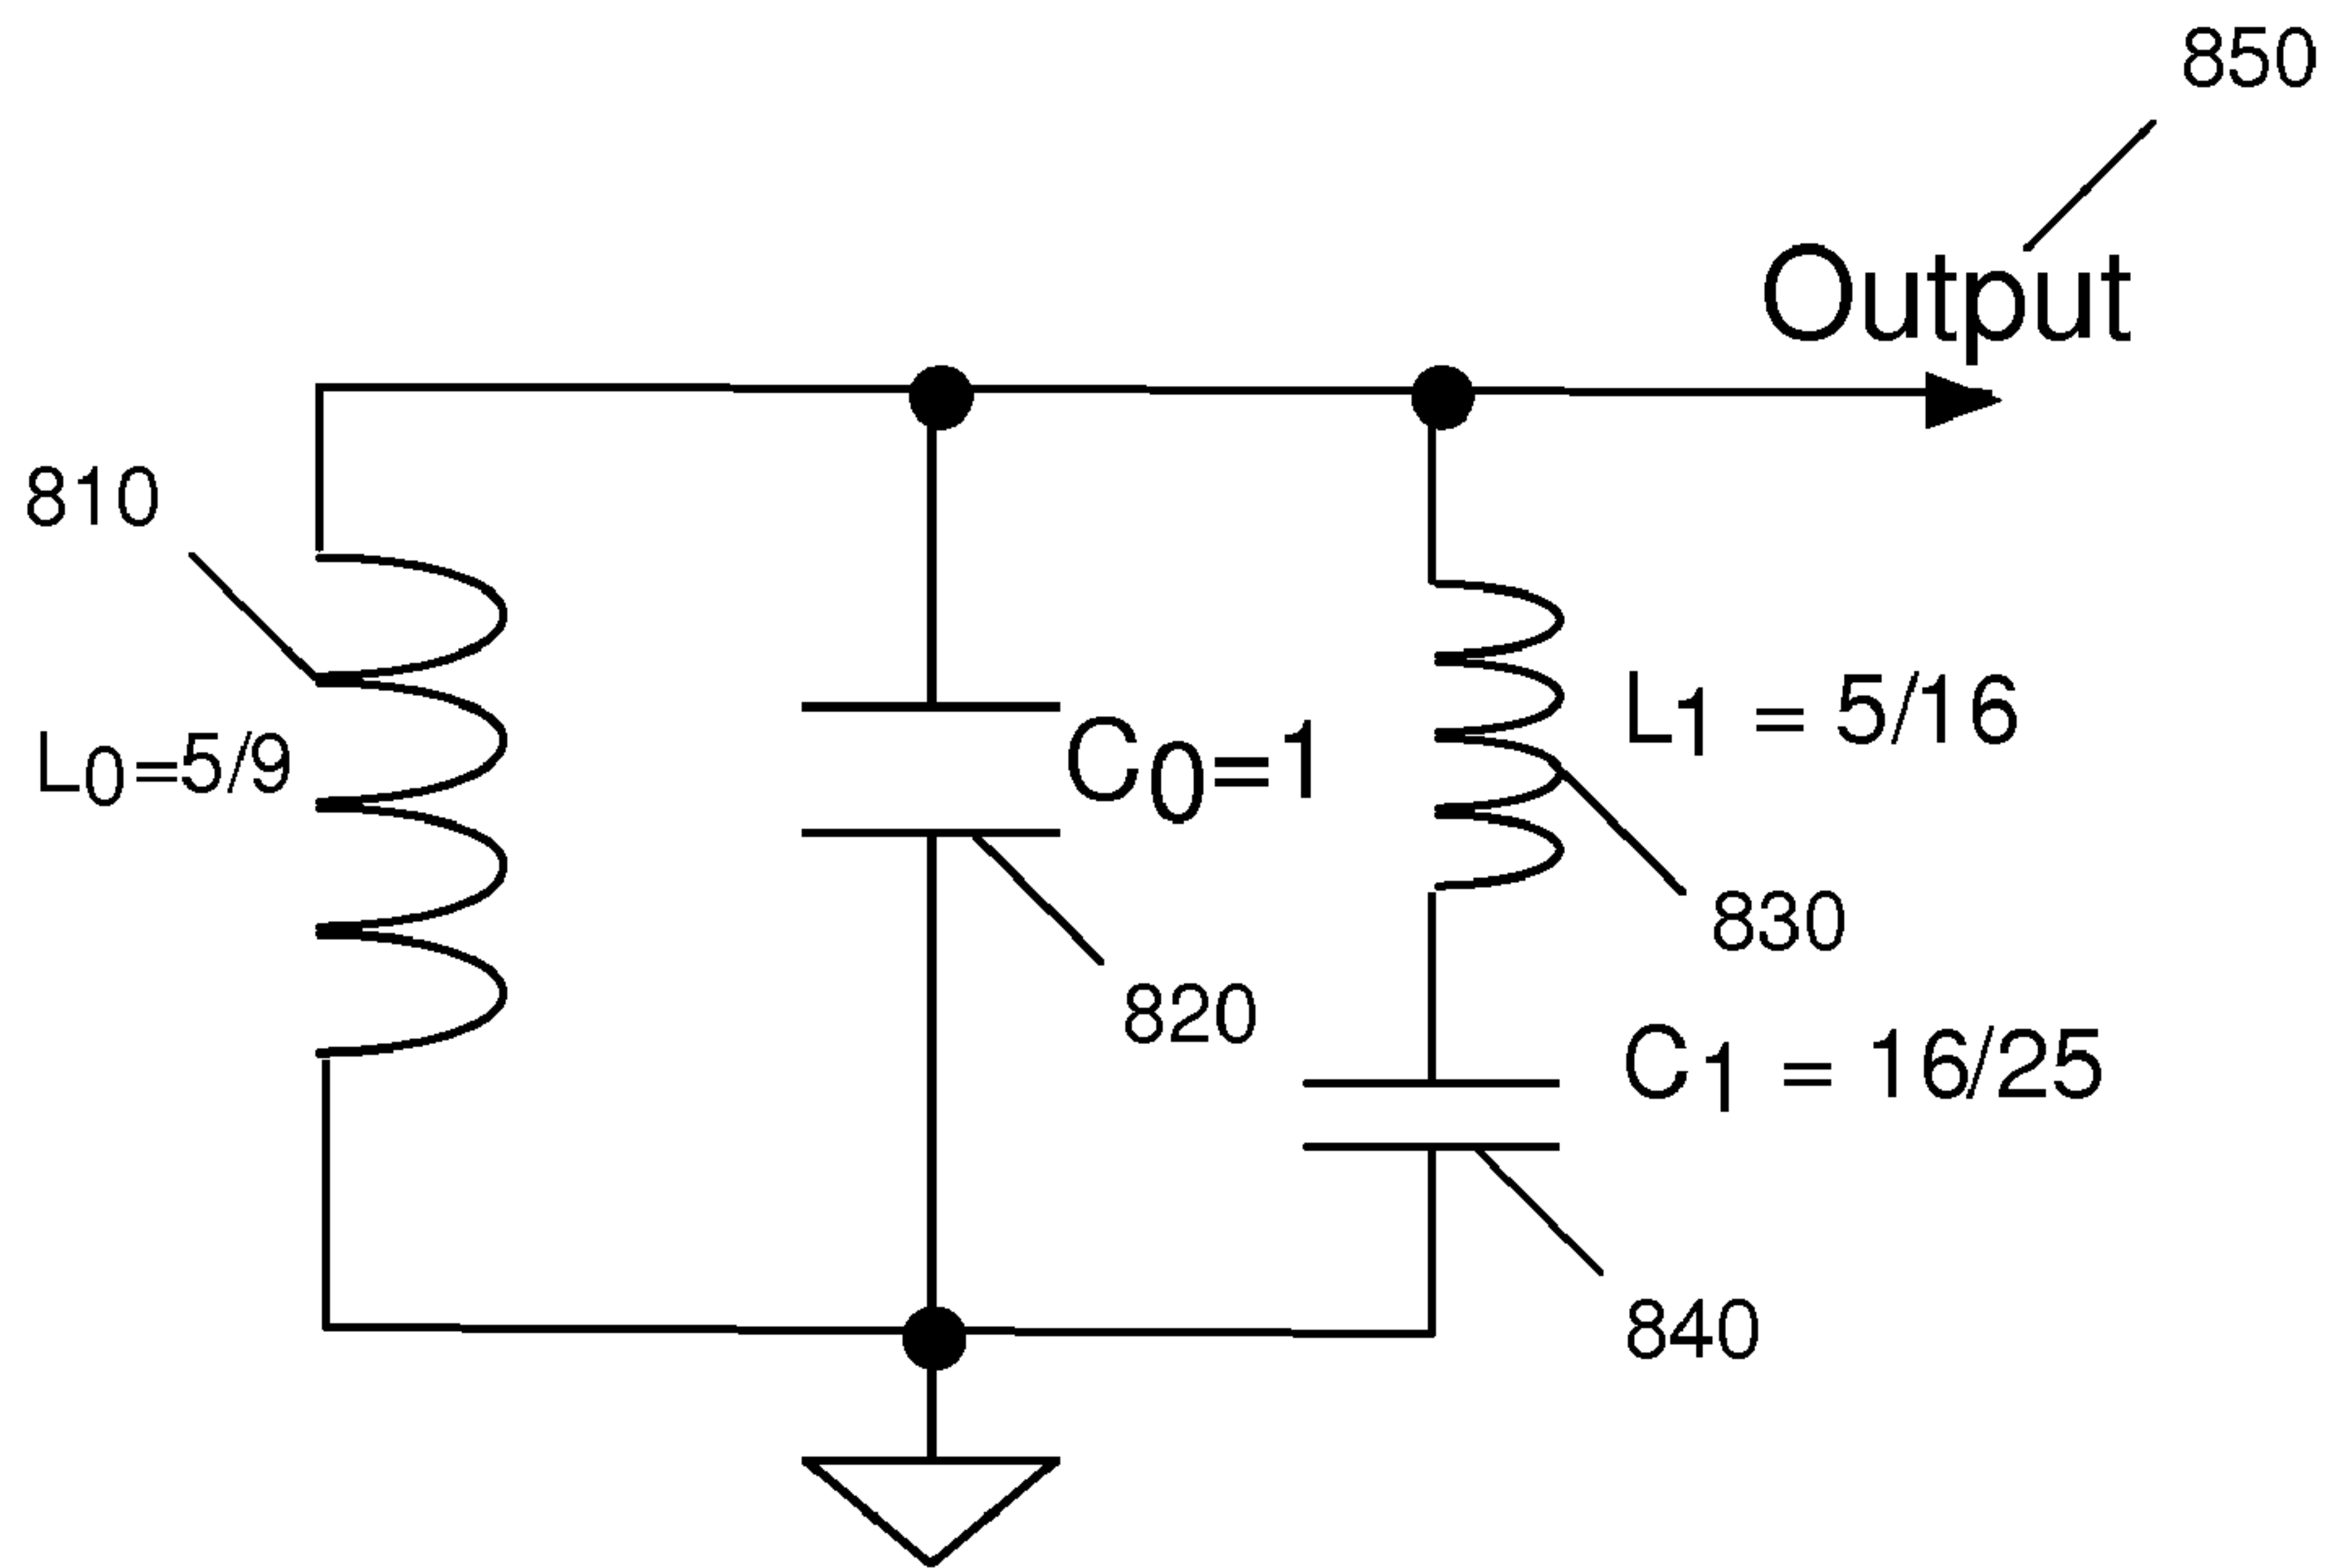 850
Output
810
L0=5/9
C0=1
L1 = 5/16
830
820
C1 = 16/25
840